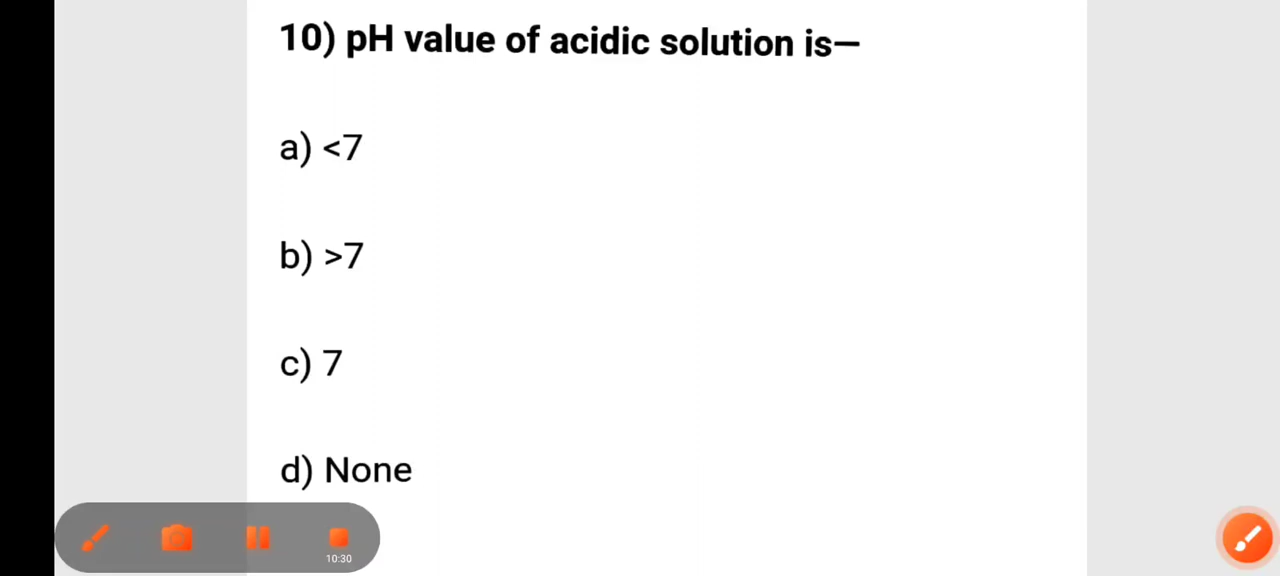 10) pH value of acidic solution is—
a) <7
b) >7
c) 7
d) None
10:30